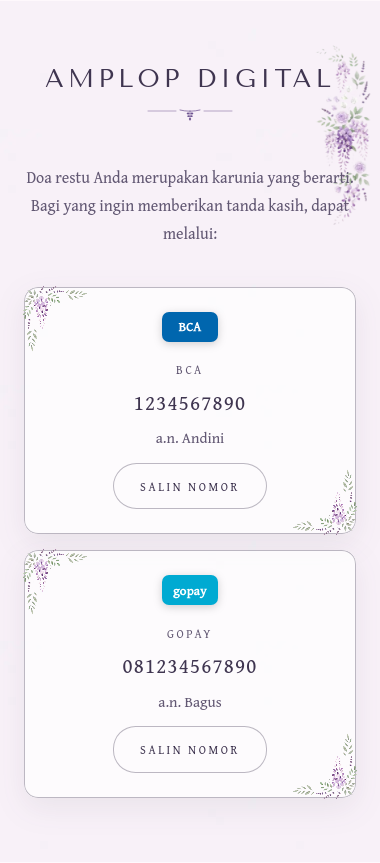 AMPLOP DIGITAL
Doa restu Anda merupakan karunia yang berarti.
Bagi yang ingin memberikan tanda kasih, dapat
melalui:
BCA
BCA
1234567890
a.n. Andini
SALIN NOMOR
gopay
GOPAY
081234567890
a.n. Bagus
SALIN NOMOR